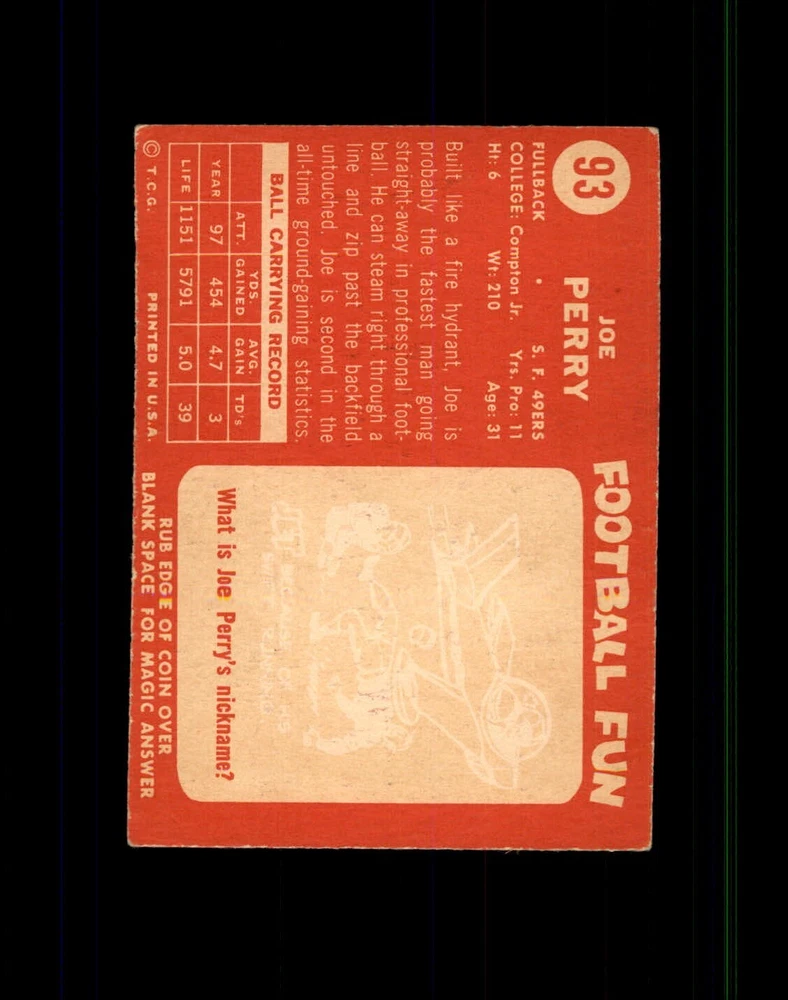 93
JOE
PERRY
FULLBACK • S. F. 49ERS
COLLEGE: Compton Jr. Yrs. Pro: 11
Ht: 6 Wt: 210 Age: 31
Built like a fire hydrant, Joe is
probably the fastest man going
straight-away in professional foot-
ball. He can steam right through a
line and zip past the backfield
untouched. Joe is second in the
all-time ground-gaining statistics.
BALL CARRYING RECORD
ATT. YDS. GAINED AVG. GAIN TD's
YEAR 97 454 4.7 3
LIFE 1151 5791 5.0 39
© T.C.G. PRINTED IN U.S.A.
FOOTBALL FUN
JET
What is Joe Perry's nickname?
RUB EDGE OF COIN OVER
BLANK SPACE FOR MAGIC ANSWER